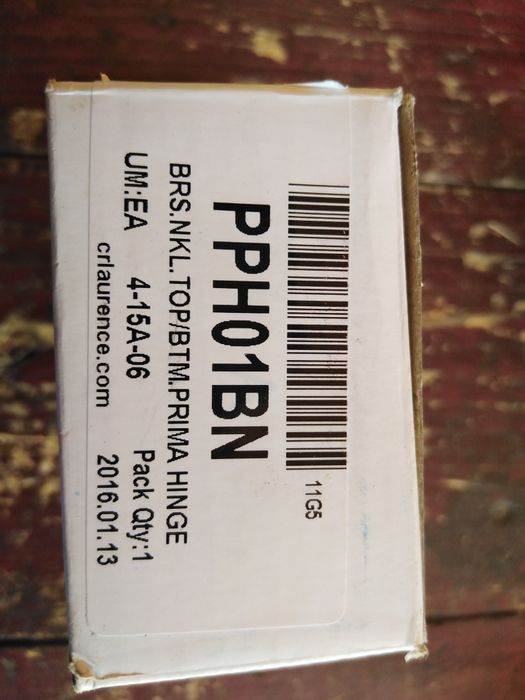 11G5
PPH01BN
BRS.NKL.TOP/BTM.PRIMA HINGE
UM:EA 4-15A-06 Pack Qty:1
crlaurence.com 2016.01.13